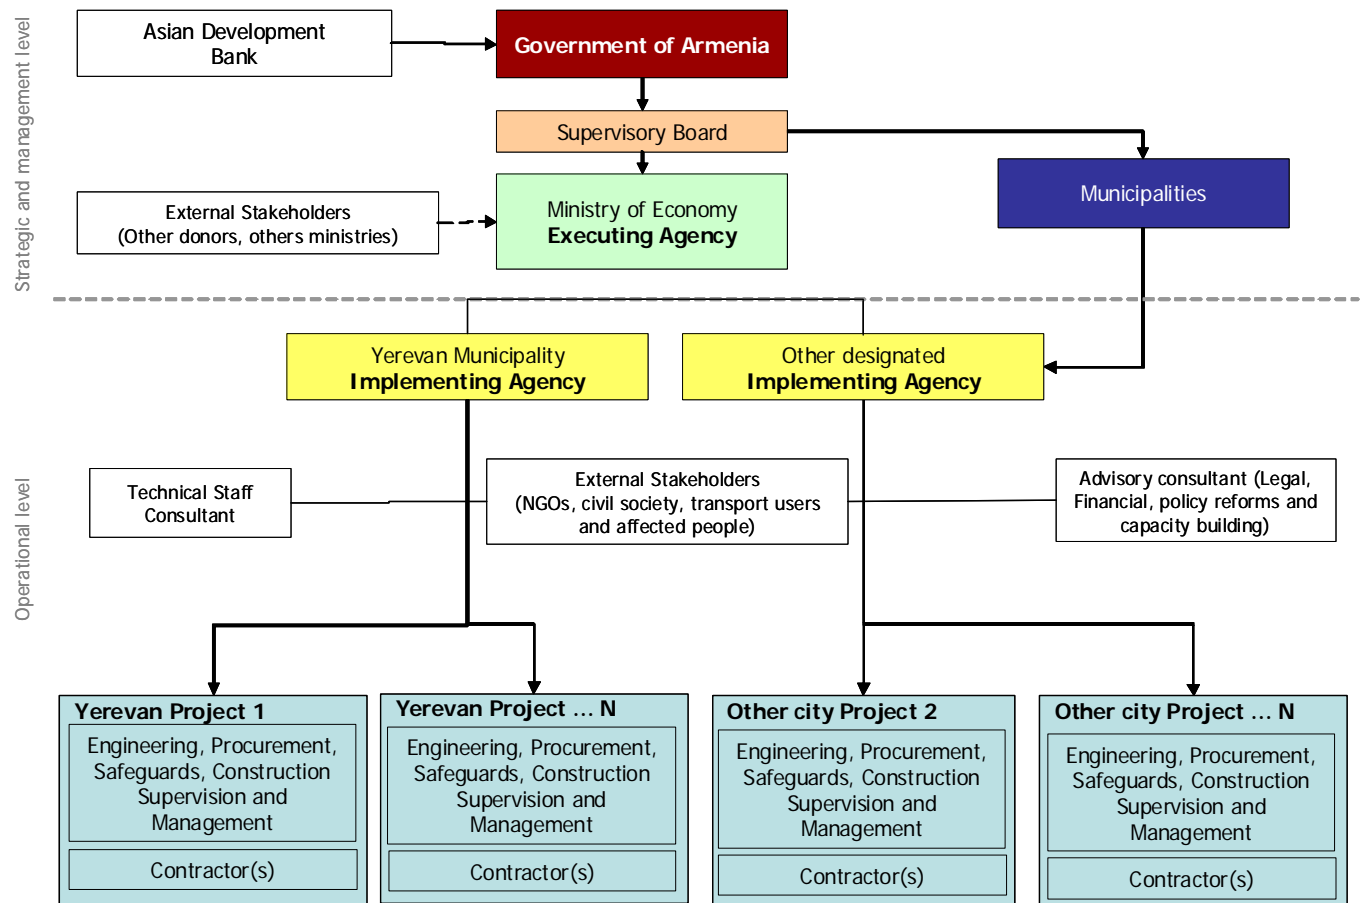 Strategic and management level
Asian Development
Bank
Government of Armenia
Supervisory Board
Municipalities
External Stakeholders
(Other donors, others ministries)
Ministry of Economy
Executing Agency
Operational level
Yerevan Municipality
Implementing Agency
Other designated
Implementing Agency
Technical Staff
Consultant
External Stakeholders
(NGOs, civil society, transport users
and affected people)
Advisory consultant (Legal,
Financial, policy reforms and
capacity building)
Yerevan Project 1
Engineering, Procurement,
Safeguards, Construction
Supervision and
Management
Contractor(s)
Yerevan Project ... N
Engineering, Procurement,
Safeguards, Construction
Supervision and
Management
Contractor(s)
Other city Project 2
Engineering, Procurement,
Safeguards, Construction
Supervision and
Management
Contractor(s)
Other city Project ... N
Engineering, Procurement,
Safeguards, Construction
Supervision and
Management
Contractor(s)